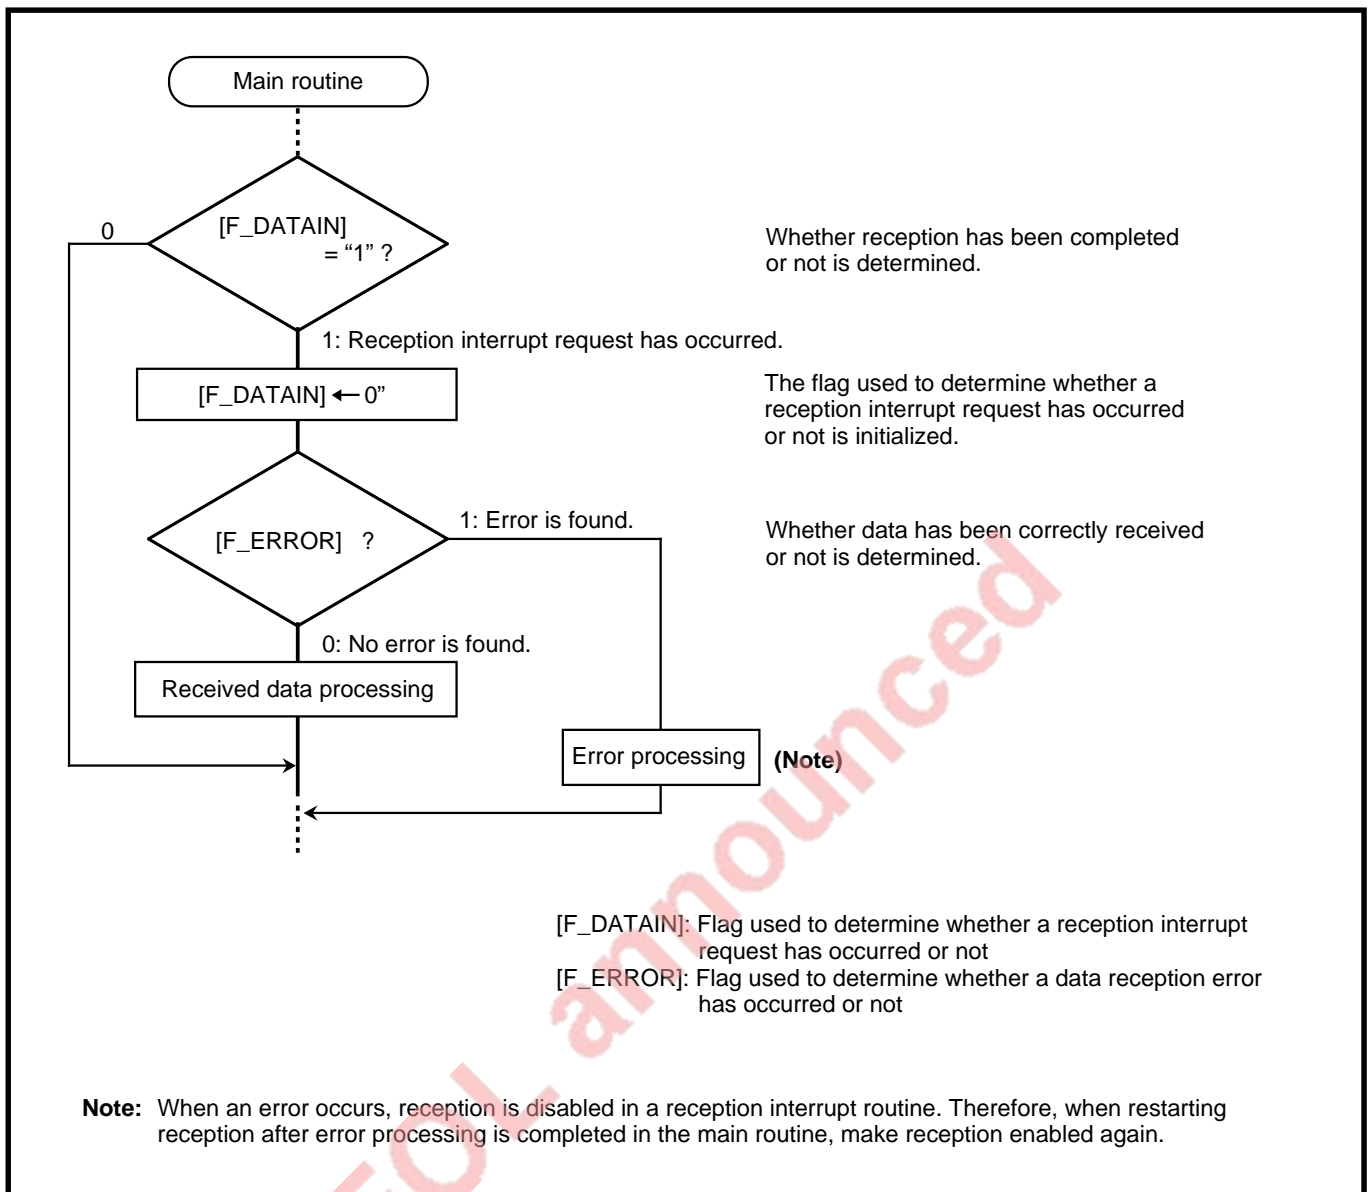 Main routine
0
[F_DATAIN]
= “1” ?
Whether reception has been completed
or not is determined.
1: Reception interrupt request has occurred.
[F_DATAIN] ← 0”
The flag used to determine whether a
reception interrupt request has occurred
or not is initialized.
[F_ERROR] ?
1: Error is found.
Whether data has been correctly received
or not is determined.
0: No error is found.
Received data processing
Error processing
(Note)
[F_DATAIN]: Flag used to determine whether a reception interrupt
request has occurred or not
[F_ERROR]: Flag used to determine whether a data reception error
has occurred or not
Note: When an error occurs, reception is disabled in a reception interrupt routine. Therefore, when restarting
reception after error processing is completed in the main routine, make reception enabled again.
EOL announced